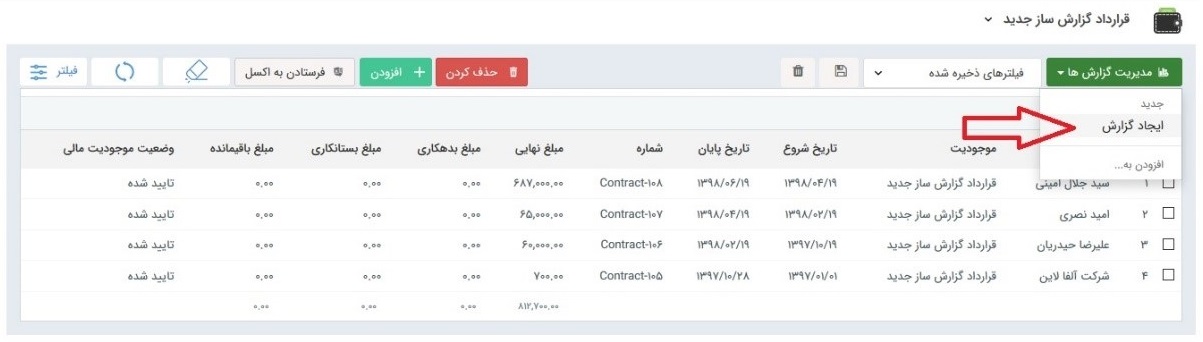 قرارداد گزارش ساز جدید
مدیریت گزارش ها
فیلترهای ذخیره شده
حذف کردن
افزودن
فرستادن به اکسل
فیلتر
جدید
ایجاد گزارش
افزودن به...
موجودیت تاریخ شروع تاریخ پایان شماره مبلغ نهایی مبلغ بدهکاری مبلغ بستانکاری مبلغ باقیمانده وضعیت موجودیت مالی
۱ سید جلال امینی قرارداد گزارش ساز جدید ۱۳۹۸/۰۴/۱۹ ۱۳۹۸/۰۶/۱۹ Contract-۱۰۸ ۶۸۷,۰۰۰.۰۰ ۰.۰۰ ۰.۰۰ ۰.۰۰ تایید شده
۲ امید نصری قرارداد گزارش ساز جدید ۱۳۹۸/۰۲/۱۹ ۱۳۹۸/۰۴/۱۹ Contract-۱۰۷ ۶۵,۰۰۰.۰۰ ۰.۰۰ ۰.۰۰ ۰.۰۰ تایید شده
۳ علیرضا حیدریان قرارداد گزارش ساز جدید ۱۳۹۷/۱۰/۱۹ ۱۳۹۸/۰۲/۱۹ Contract-۱۰۶ ۶۰,۰۰۰.۰۰ ۰.۰۰ ۰.۰۰ ۰.۰۰ تایید شده
۴ شرکت آلفا لاین قرارداد گزارش ساز جدید ۱۳۹۷/۰۱/۰۱ ۱۳۹۷/۱۰/۲۸ Contract-۱۰۵ ۷۰۰.۰۰ ۰.۰۰ ۰.۰۰ ۰.۰۰ تایید شده
۸۱۲,۷۰۰.۰۰ ۰.۰۰ ۰.۰۰ ۰.۰۰